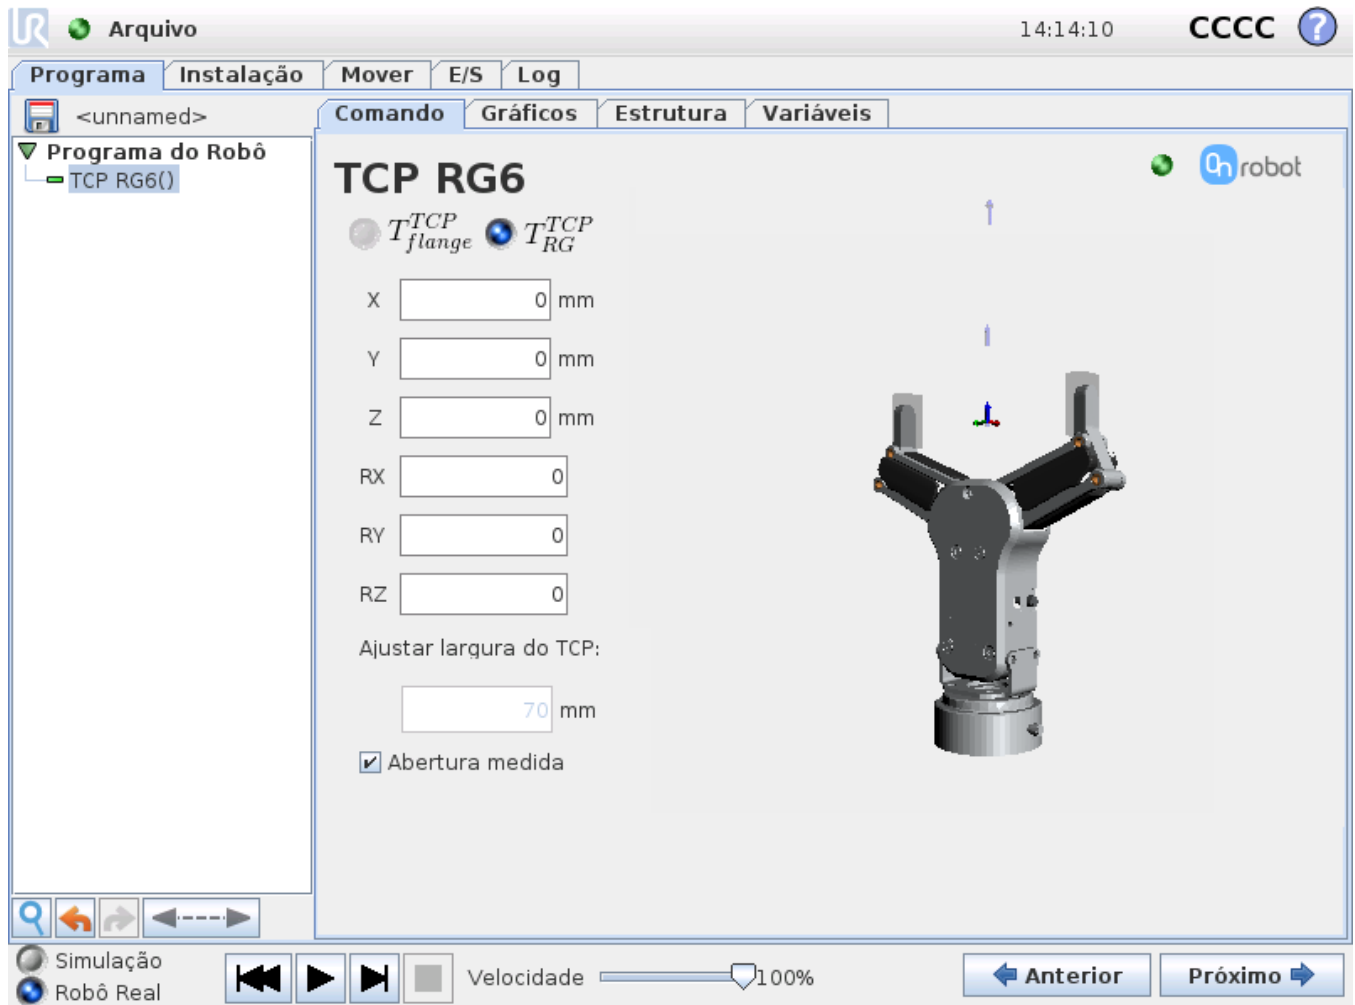 UR Arquivo 14:14:10 CCCC ?
Programa Instalação Mover E/S Log
<unnamed> Comando Gráficos Estrutura Variáveis
Programa do Robô
TCP RG6()
TCP RG6
On robot
T^{TCP}_{flange} T^{TCP}_{RG}
X 0 mm
Y 0 mm
Z 0 mm
RX 0
RY 0
RZ 0
Ajustar largura do TCP:
70 mm
Abertura medida
Simulação
Robô Real
Velocidade 100%
Anterior Próximo